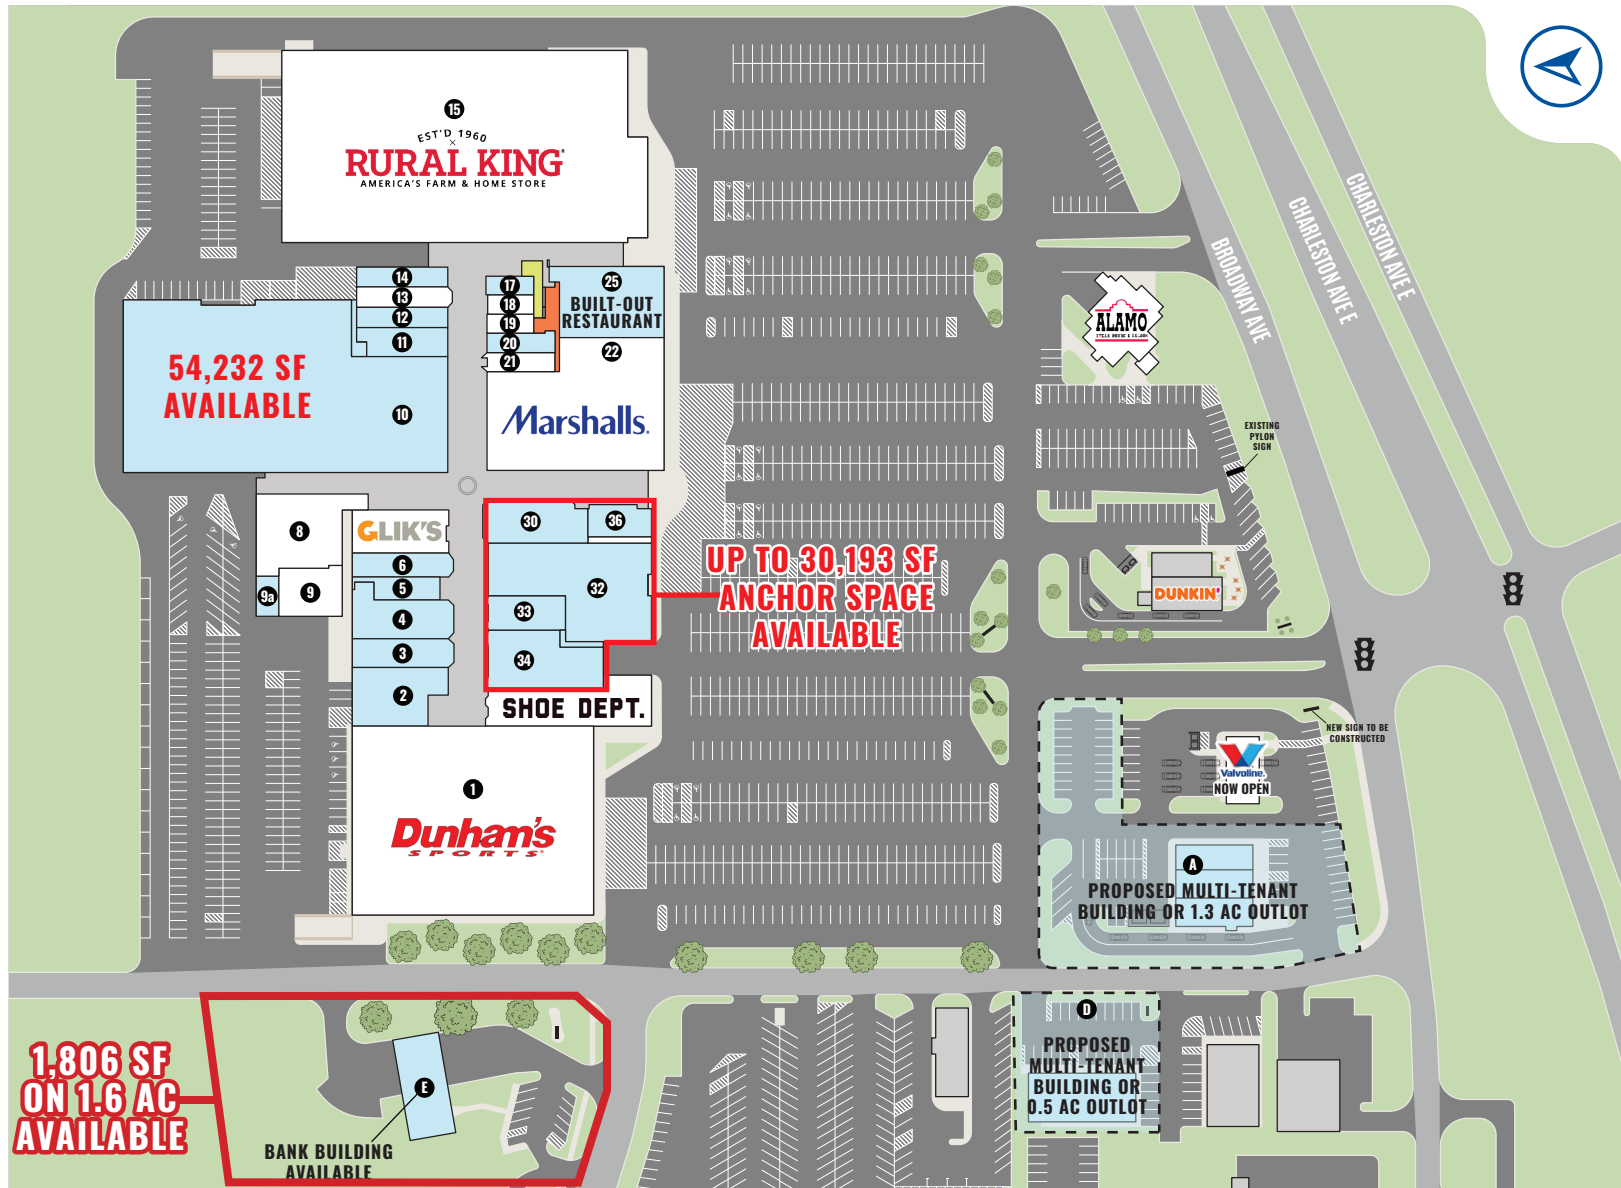 15
EST'D 1960
RURAL KING
AMERICA'S FARM & HOME STORE
CHARLESTON AVE E
CHARLESTON AVE E
BROADWAY AVE
14
13
12
11
10
54,232 SF
AVAILABLE
17
18
19
20
21
25
BUILT-OUT
RESTAURANT
22
Marshalls.
ALAMO
STEAK HOUSE & SALOON
EXISTING
PYLON
SIGN
8
GLIK'S
6
5
9a
9
4
3
2
30
36
32
33
34
UP TO 30,193 SF
ANCHOR SPACE
AVAILABLE
DUNKIN'
SHOE DEPT.
NEW SIGN TO BE
CONSTRUCTED
Valvoline.
NOW OPEN
1
Dunham's
SPORTS
A
PROPOSED MULTI-TENANT
BUILDING OR 1.3 AC OUTLOT
D
PROPOSED
MULTI-TENANT
BUILDING OR
0.5 AC OUTLOT
1,806 SF
ON 1.6 AC
AVAILABLE
E
BANK BUILDING
AVAILABLE